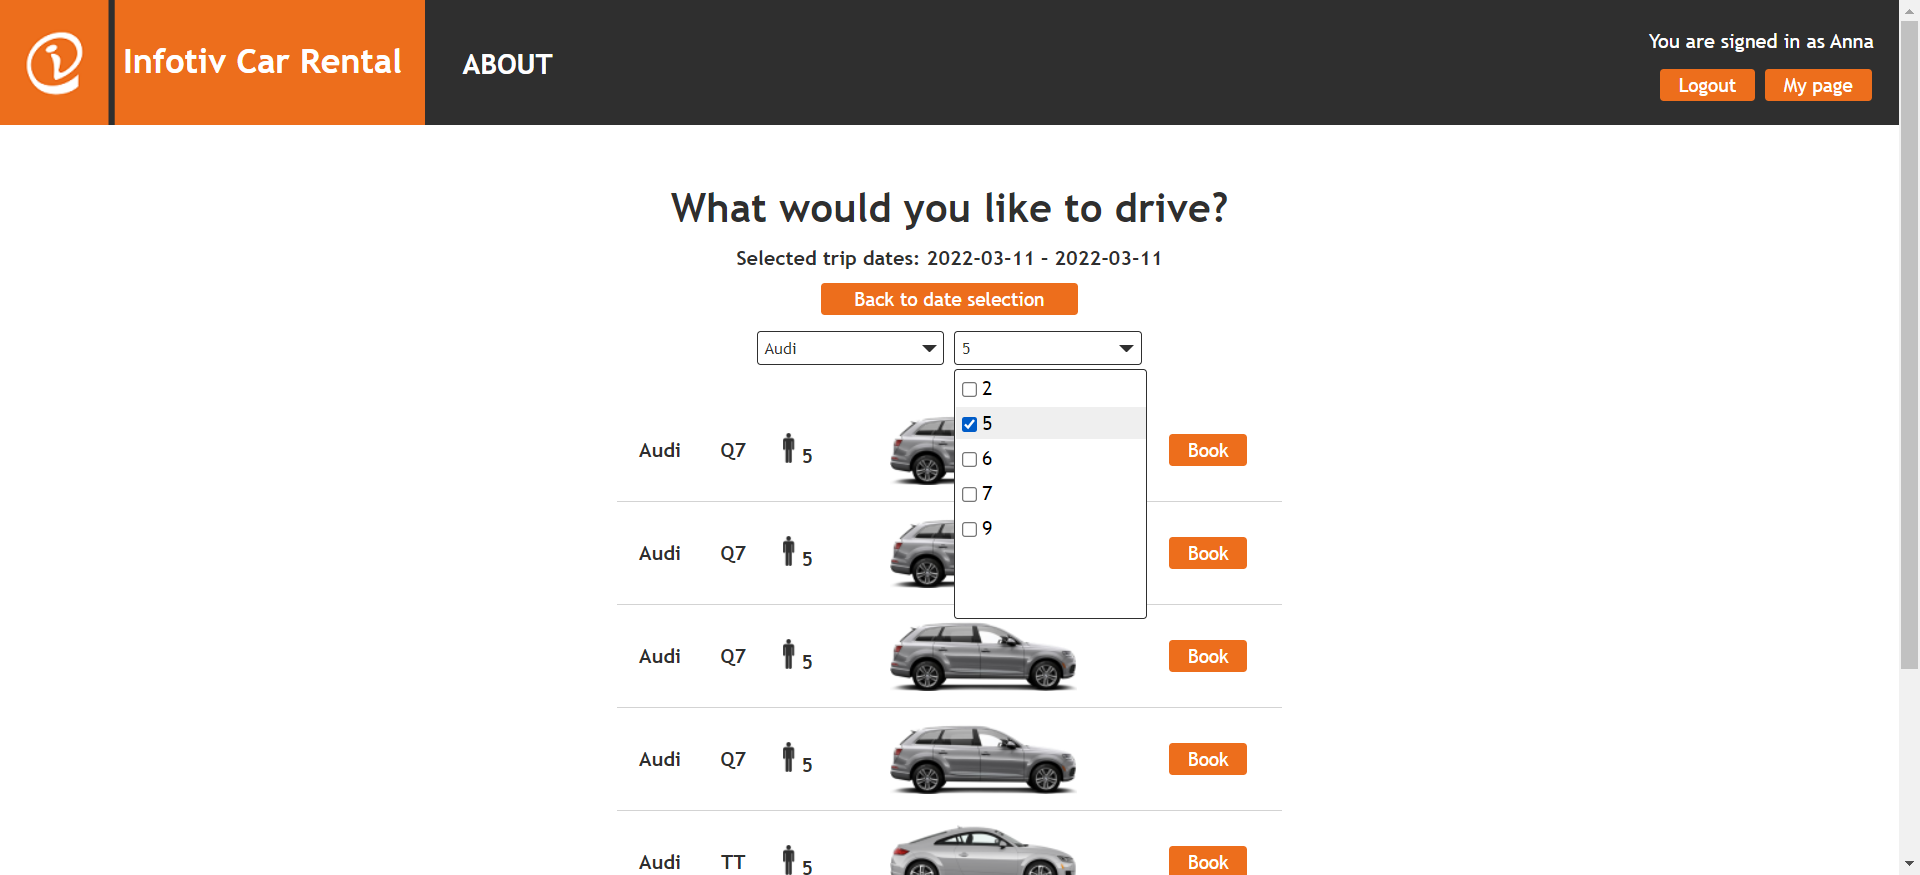 Infotiv Car Rental
ABOUT
You are signed in as Anna
Logout
My page
What would you like to drive?
Selected trip dates: 2022-03-11 – 2022-03-11
Back to date selection
Audi
5
2
5
6
7
9
Audi Q7 5 Book
Audi Q7 5 Book
Audi Q7 5 Book
Audi Q7 5 Book
Audi TT 5 Book